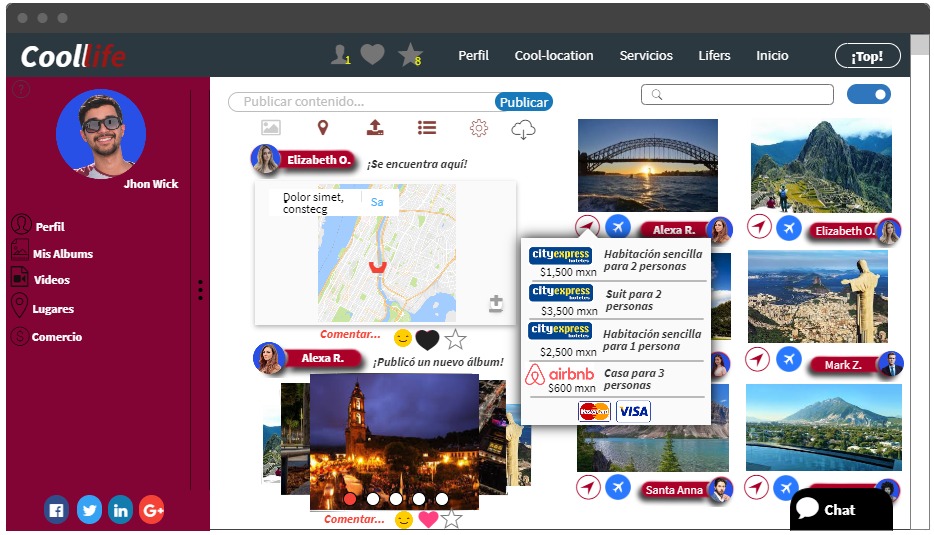 Coollife
1
8
Perfil
Cool-location
Servicios
Lifers
Inicio
¡Top!
?
Jhon Wick
Perfil
Mis Albums
Videos
Lugares
Comercio
Publicar contenido...
Publicar
Elizabeth O.
¡Se encuentra aquí!
Dolor simet,
constecg
Sa
Comentar...
Alexa R.
¡Publicó un nuevo álbum!
Comentar...
Alexa R.
Elizabeth O.
cityexpress
hoteles
$1,500 mxn
Habitación sencilla
para 2 personas
cityexpress
hoteles
$3,500 mxn
Suit para 2
personas
cityexpress
hoteles
$2,500 mxn
Habitación sencilla
para 1 persona
airbnb
$600 mxn
Casa para 3
personas
MasterCard
VISA
Mark Z.
Santa Anna
Chat
f
in
G+